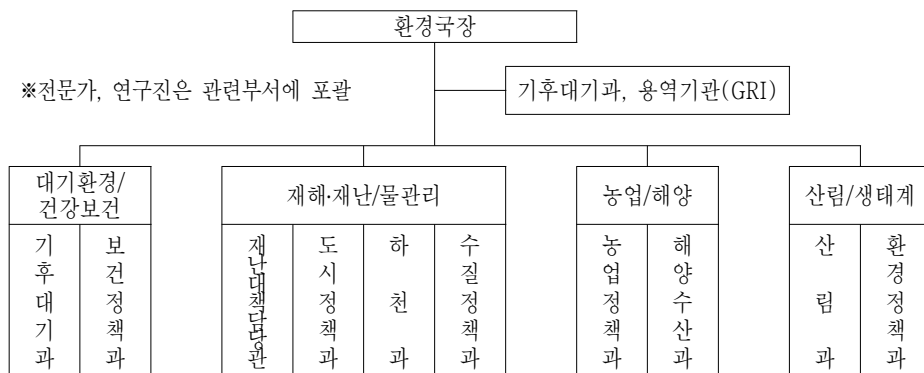 환경국장
※전문가, 연구진은 관련부서에 포괄
기후대기과, 용역기관(GRI)
대기환경/
건강보건
재해·재난/물관리
농업/해양
산림/생태계
기후대기과
보건정책과
재난대책담당관
도시정책과
하천과
수질정책과
농업정책과
해양수산과
산림과
환경정책과